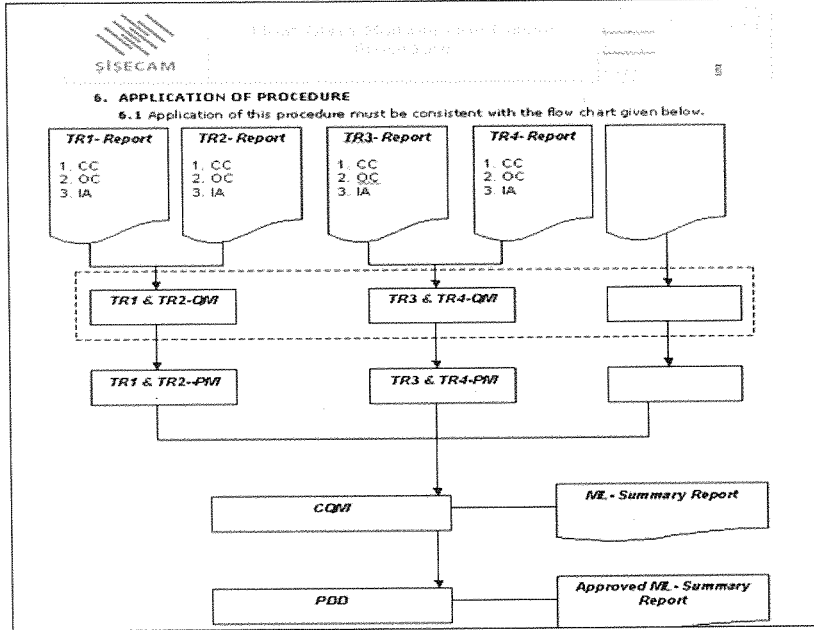 ŞİŞECAM
6. APPLICATION OF PROCEDURE
6.1 Application of this procedure must be consistent with the flow chart given below.
TR1- Report
1. CC
2. OC
3. IA
TR2- Report
1. CC
2. OC
3. IA
TR3- Report
1. CC
2. OC
3. IA
TR4- Report
1. CC
2. OC
3. IA
TR1 & TR2-QM
TR3 & TR4-QM
TR1 & TR2--PM
TR3 & TR4-PM
CQM
ML- Summary Report
PDD
Approved ML- Summary
Report